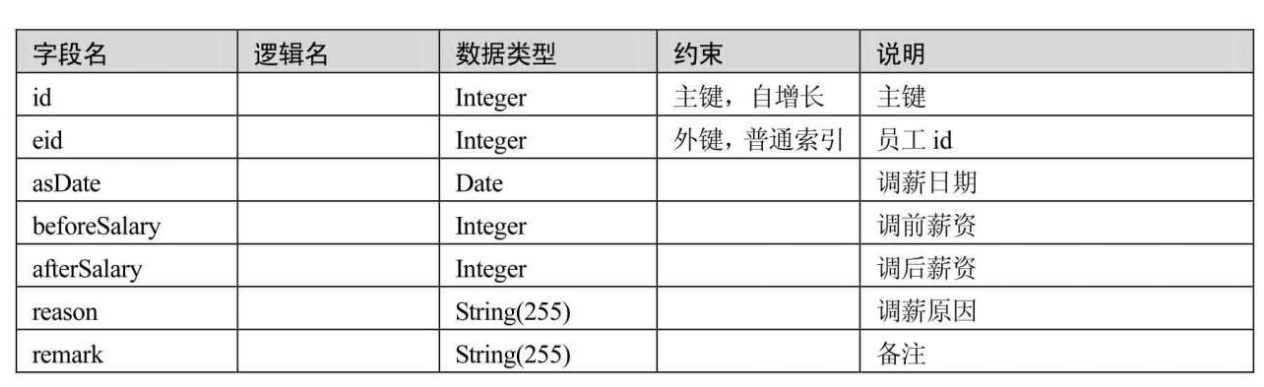 字段名 逻辑名 数据类型 约束 说明
id Integer 主键，自增长 主键
eid Integer 外键，普通索引 员工 id
asDate Date 调薪日期
beforeSalary Integer 调前薪资
afterSalary Integer 调后薪资
reason String(255) 调薪原因
remark String(255) 备注